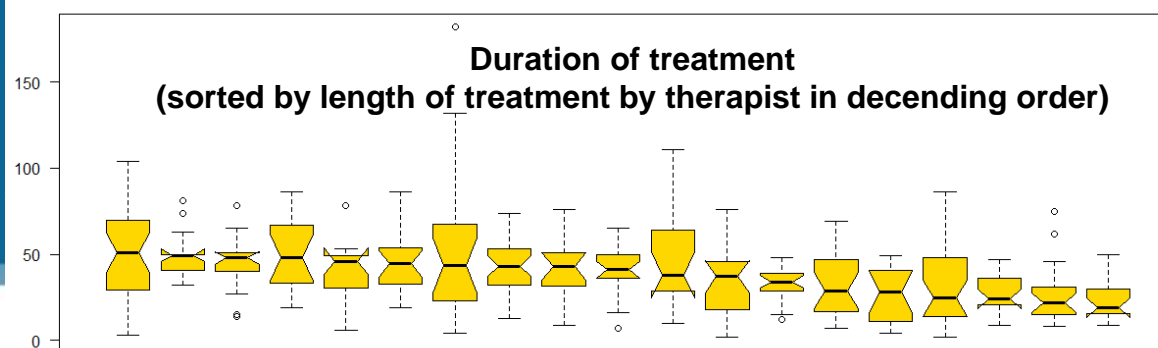 Duration of treatment
(sorted by length of treatment by therapist in decending order)
150
100
50
0